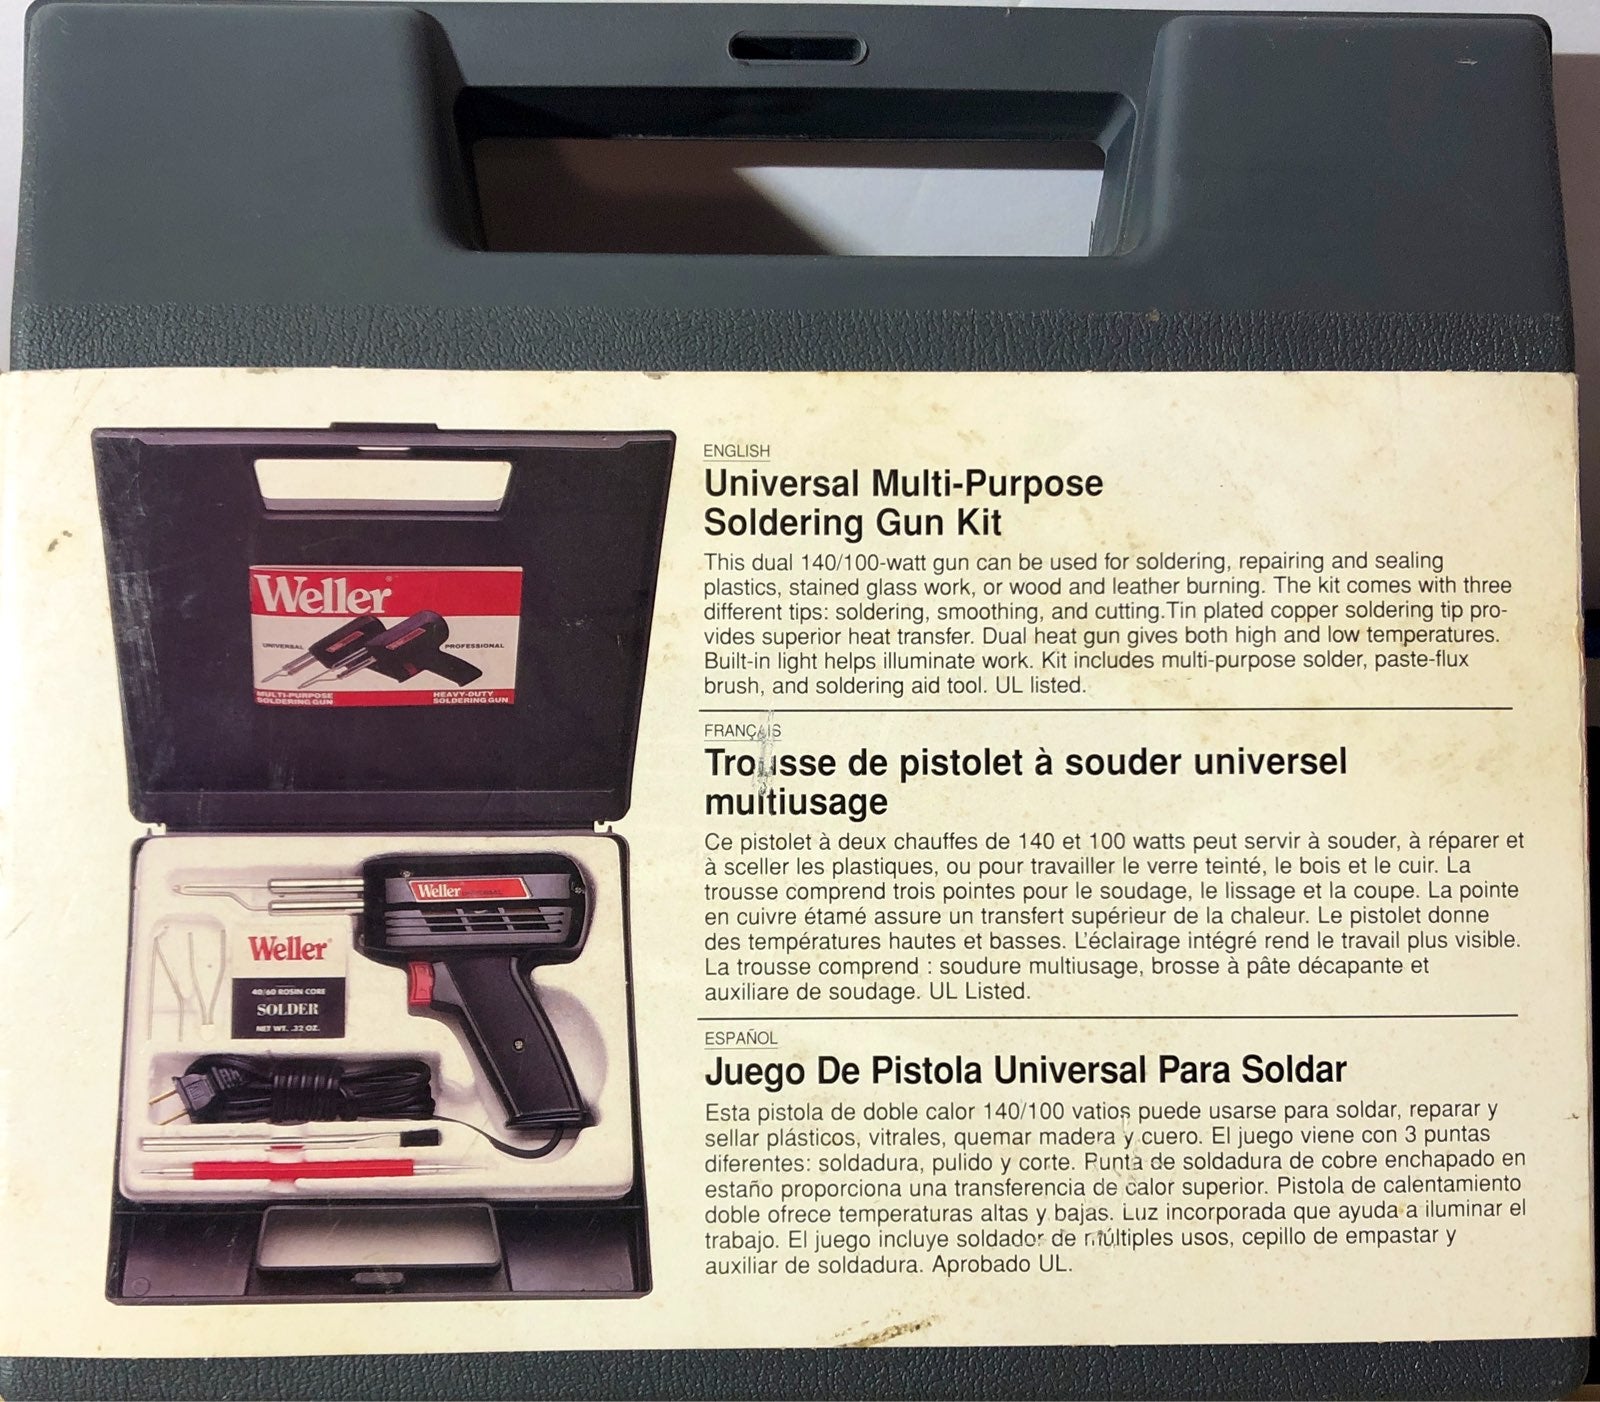 Weller
UNIVERSAL
PROFESSIONAL
MULTI-PURPOSE
SOLDERING GUN
HEAVY-DUTY
SOLDERING GUN
Weller UNIVERSAL
Weller
40/60 ROSIN CORE
SOLDER
NET WT. .32 OZ.
ENGLISH
Universal Multi-Purpose
Soldering Gun Kit
This dual 140/100-watt gun can be used for soldering, repairing and sealing
plastics, stained glass work, or wood and leather burning. The kit comes with three
different tips: soldering, smoothing, and cutting.Tin plated copper soldering tip pro-
vides superior heat transfer. Dual heat gun gives both high and low temperatures.
Built-in light helps illuminate work. Kit includes multi-purpose solder, paste-flux
brush, and soldering aid tool. UL listed.
FRANÇAIS
Trousse de pistolet à souder universel
multiusage
Ce pistolet à deux chauffes de 140 et 100 watts peut servir à souder, à réparer et
à sceller les plastiques, ou pour travailler le verre teinté, le bois et le cuir. La
trousse comprend trois pointes pour le soudage, le lissage et la coupe. La pointe
en cuivre étamé assure un transfert supérieur de la chaleur. Le pistolet donne
des températures hautes et basses. L'éclairage intégré rend le travail plus visible.
La trousse comprend : soudure multiusage, brosse à pâte décapante et
auxiliare de soudage. UL Listed.
ESPAÑOL
Juego De Pistola Universal Para Soldar
Esta pistola de doble calor 140/100 vatios puede usarse para soldar, reparar y
sellar plásticos, vitrales, quemar madera y cuero. El juego viene con 3 puntas
diferentes: soldadura, pulido y corte. Punta de soldadura de cobre enchapado en
estaño proporciona una transferencia de calor superior. Pistola de calentamiento
doble ofrece temperaturas altas y bajas. Luz incorporada que ayuda a iluminar el
trabajo. El juego incluye soldador de múltiples usos, cepillo de empastar y
auxiliar de soldadura. Aprobado UL.